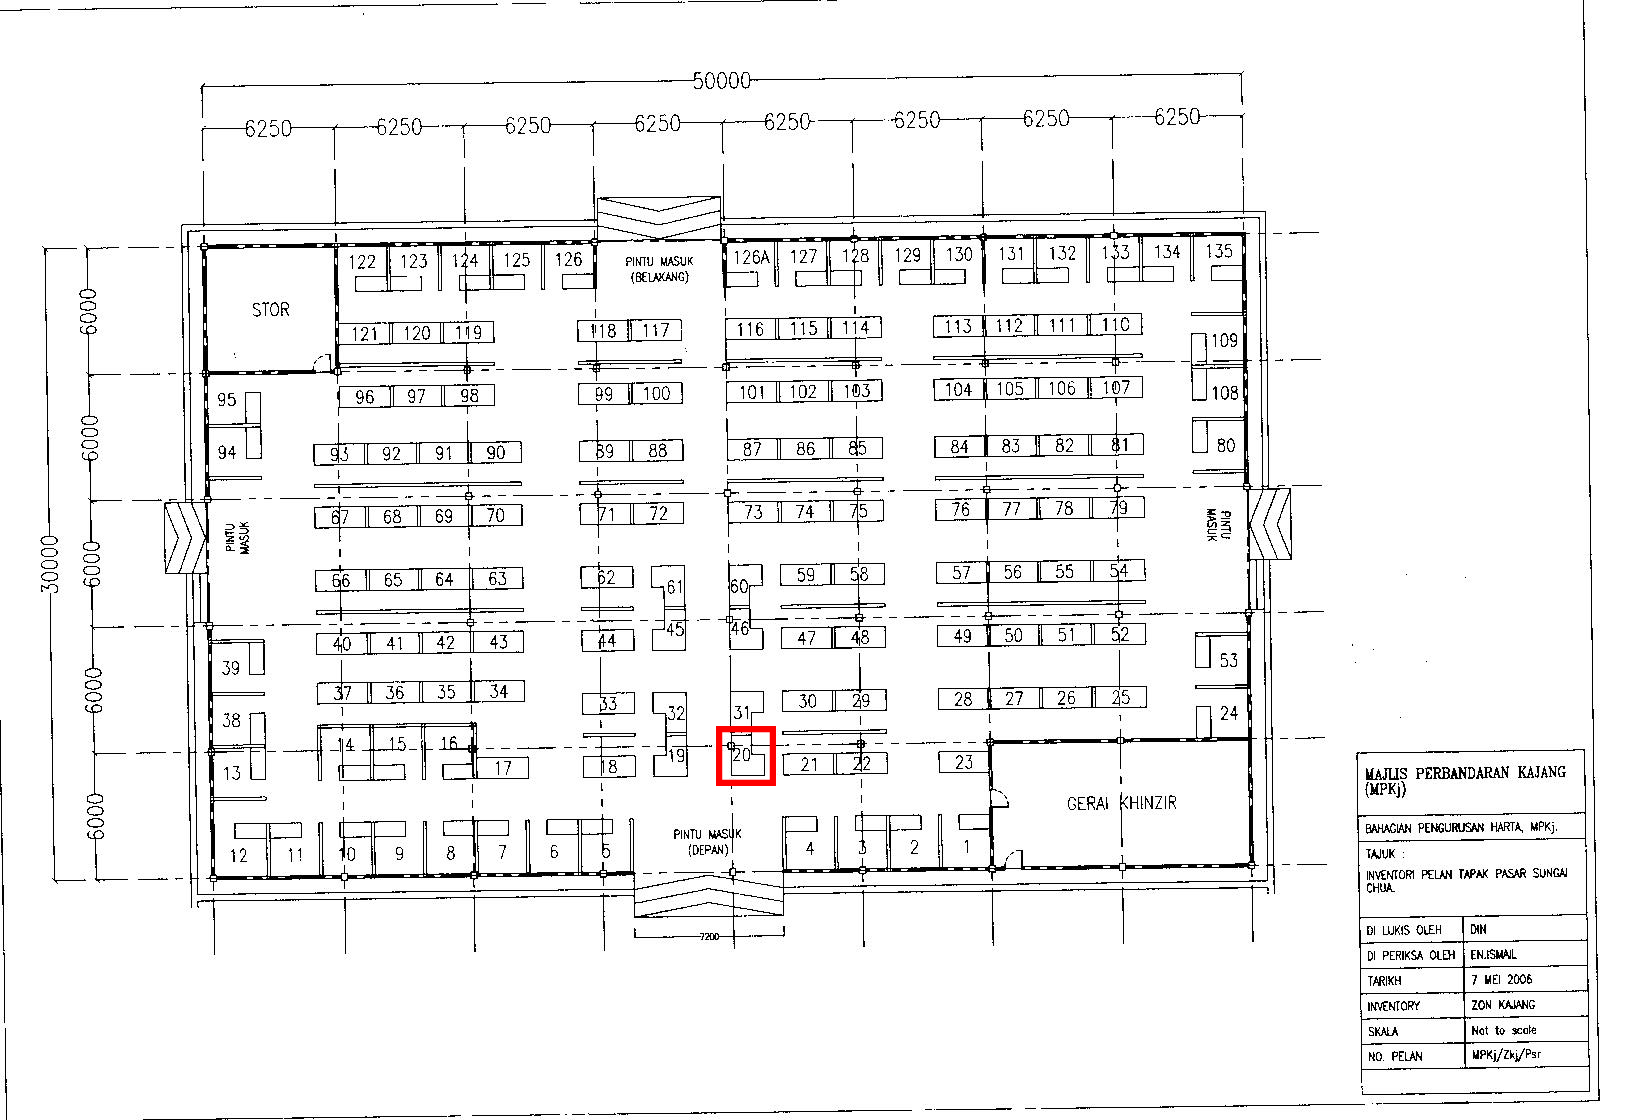 50000
6250 6250 6250 6250 6250 6250 6250 6250
122 123 124 125 126 PINTU MASUK 126A 127 128 129 130 131 132 133 134 135
(BELAKANG)
6000 STOR
121 120 119 118 117 116 115 114 113 112 111 110
109
96 97 98 99 100 101 102 103 104 105 106 107
95 108
6000
94 93 92 91 90 89 88 87 86 85 84 83 82 81 80
67 68 69 70 71 72 73 74 75 76 77 78 79
PINTU MASUK
PINTU MASUK
30000
6000
66 65 64 63 62 61 60 59 58 57 56 55 54
40 41 42 43 44 45 46 47 48 49 50 51 52
39 53
6000
37 36 35 34 33 32 31 30 29 28 27 26 25
38 24
14 15 16
13 17 18 19 20 21 22 23
6000
GERAI KHINZIR
PINTU MASUK
(DEPAN)
12 11 10 9 8 7 6 5 4 3 2 1
7200
MAJLIS PERBANDARAN KAJANG
(MPKj)
BAHAGIAN PENGURUSAN HARTA, MPKj.
TAJUK :
INVENTORI PELAN TAPAK PASAR SUNGAI
CHUA.
DI LUKIS OLEH DIN
DI PERIKSA OLEH EN.ISMAIL
TARIKH 7 MEI 2006
INVENTORY ZON KAJANG
SKALA Not to scale
NO. PELAN MPKj/Zkj/Psr